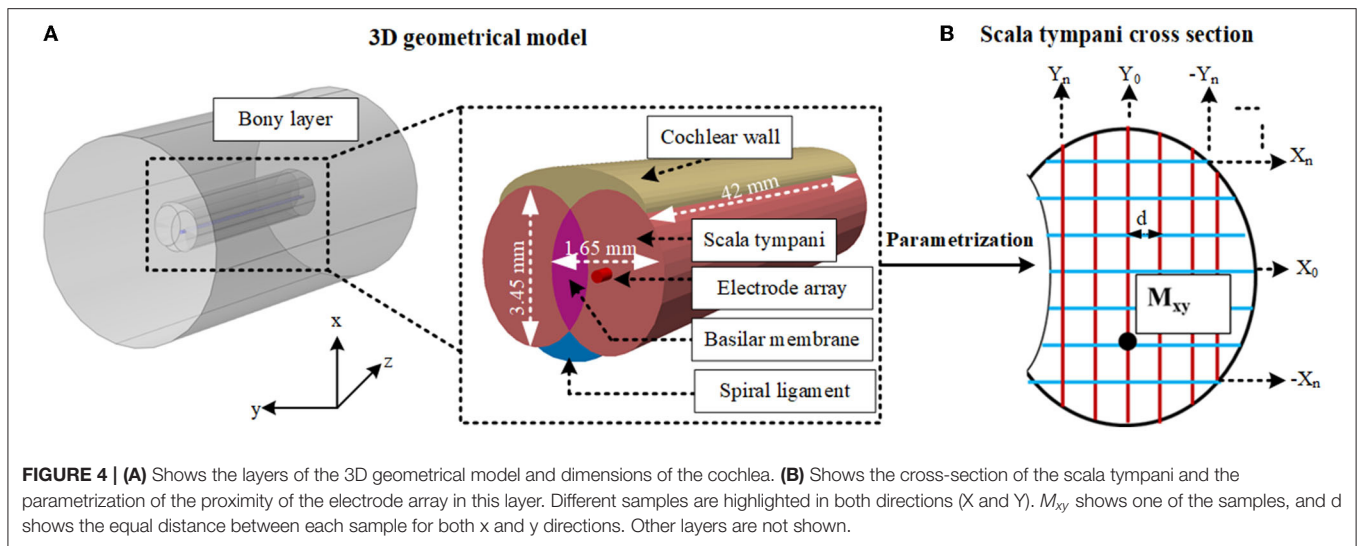 A
3D geometrical model
B
Scala tympani cross section
Bony layer
Cochlear wall
42 mm
Scala tympani
1.65 mm
3.45 mm
Electrode array
Basilar membrane
Spiral ligament
x
z
y
Parametrization
Yn
Y0
-Yn
Xn
d
X0
Mxy
-Xn
FIGURE 4 | (A) Shows the layers of the 3D geometrical model and dimensions of the cochlea. (B) Shows the cross-section of the scala tympani and the
parametrization of the proximity of the electrode array in this layer. Different samples are highlighted in both directions (X and Y). Mxy shows one of the samples, and d
shows the equal distance between each sample for both x and y directions. Other layers are not shown.